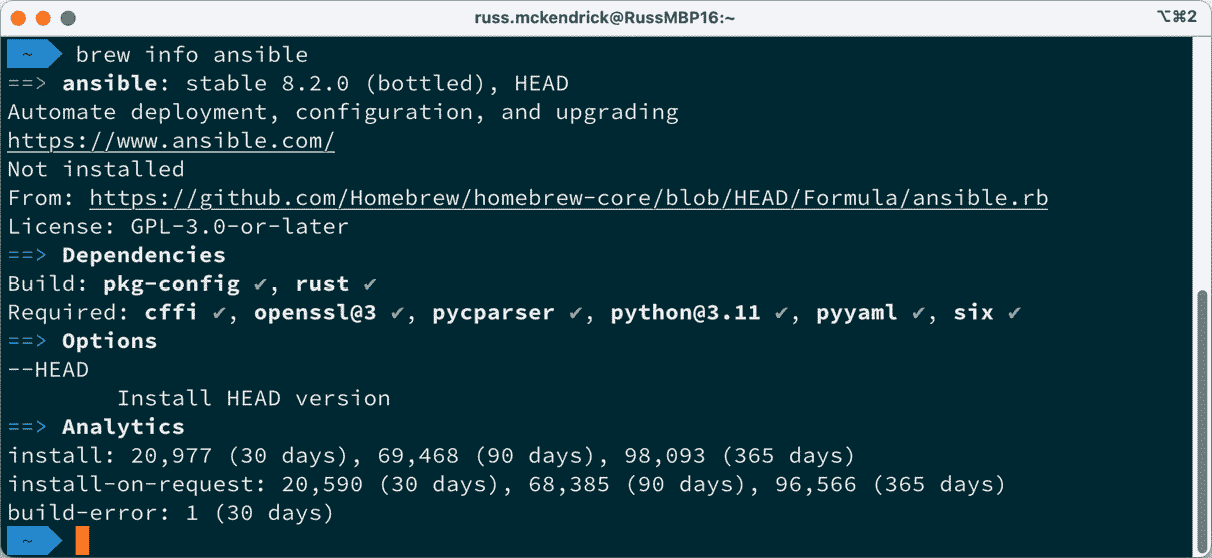 russ.mckendrick@RussMBP16:~ ⌥⌘2
~ brew info ansible
==> ansible: stable 8.2.0 (bottled), HEAD
Automate deployment, configuration, and upgrading
https://www.ansible.com/
Not installed
From: https://github.com/Homebrew/homebrew-core/blob/HEAD/Formula/ansible.rb
License: GPL-3.0-or-later
==> Dependencies
Build: pkg-config ✔, rust ✔
Required: cffi ✔, openssl@3 ✔, pycparser ✔, python@3.11 ✔, pyyaml ✔, six ✔
==> Options
--HEAD
        Install HEAD version
==> Analytics
install: 20,977 (30 days), 69,468 (90 days), 98,093 (365 days)
install-on-request: 20,590 (30 days), 68,385 (90 days), 96,566 (365 days)
build-error: 1 (30 days)
~